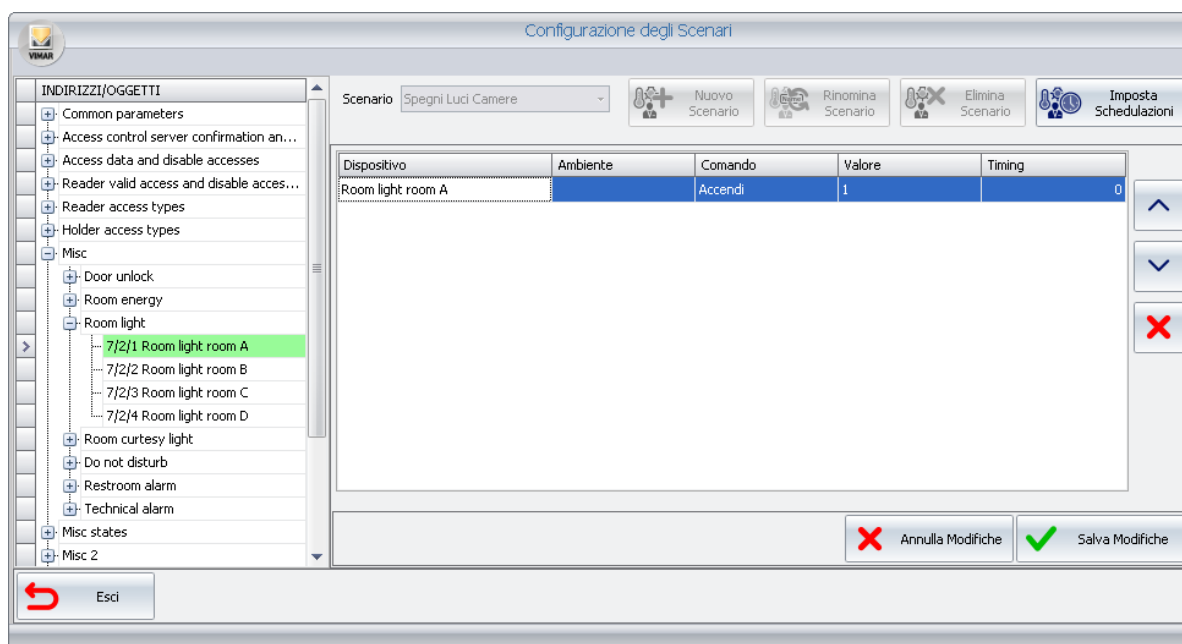 Configurazione degli Scenari
VIMAR
INDIRIZZI/OGGETTI
Common parameters
Access control server confirmation an...
Access data and disable accesses
Reader valid access and disable acces...
Reader access types
Holder access types
Misc
Door unlock
Room energy
Room light
7/2/1 Room light room A
7/2/2 Room light room B
7/2/3 Room light room C
7/2/4 Room light room D
Room curtesy light
Do not disturb
Restroom alarm
Technical alarm
Misc states
Misc 2
Scenario Spegni Luci Camere
Nuovo
Scenario
Rinomina
Scenario
Elimina
Scenario
Imposta
Schedulazioni
Dispositivo Ambiente Comando Valore Timing
Room light room A Accendi 1 0
Annulla Modifiche
Salva Modifiche
Esci